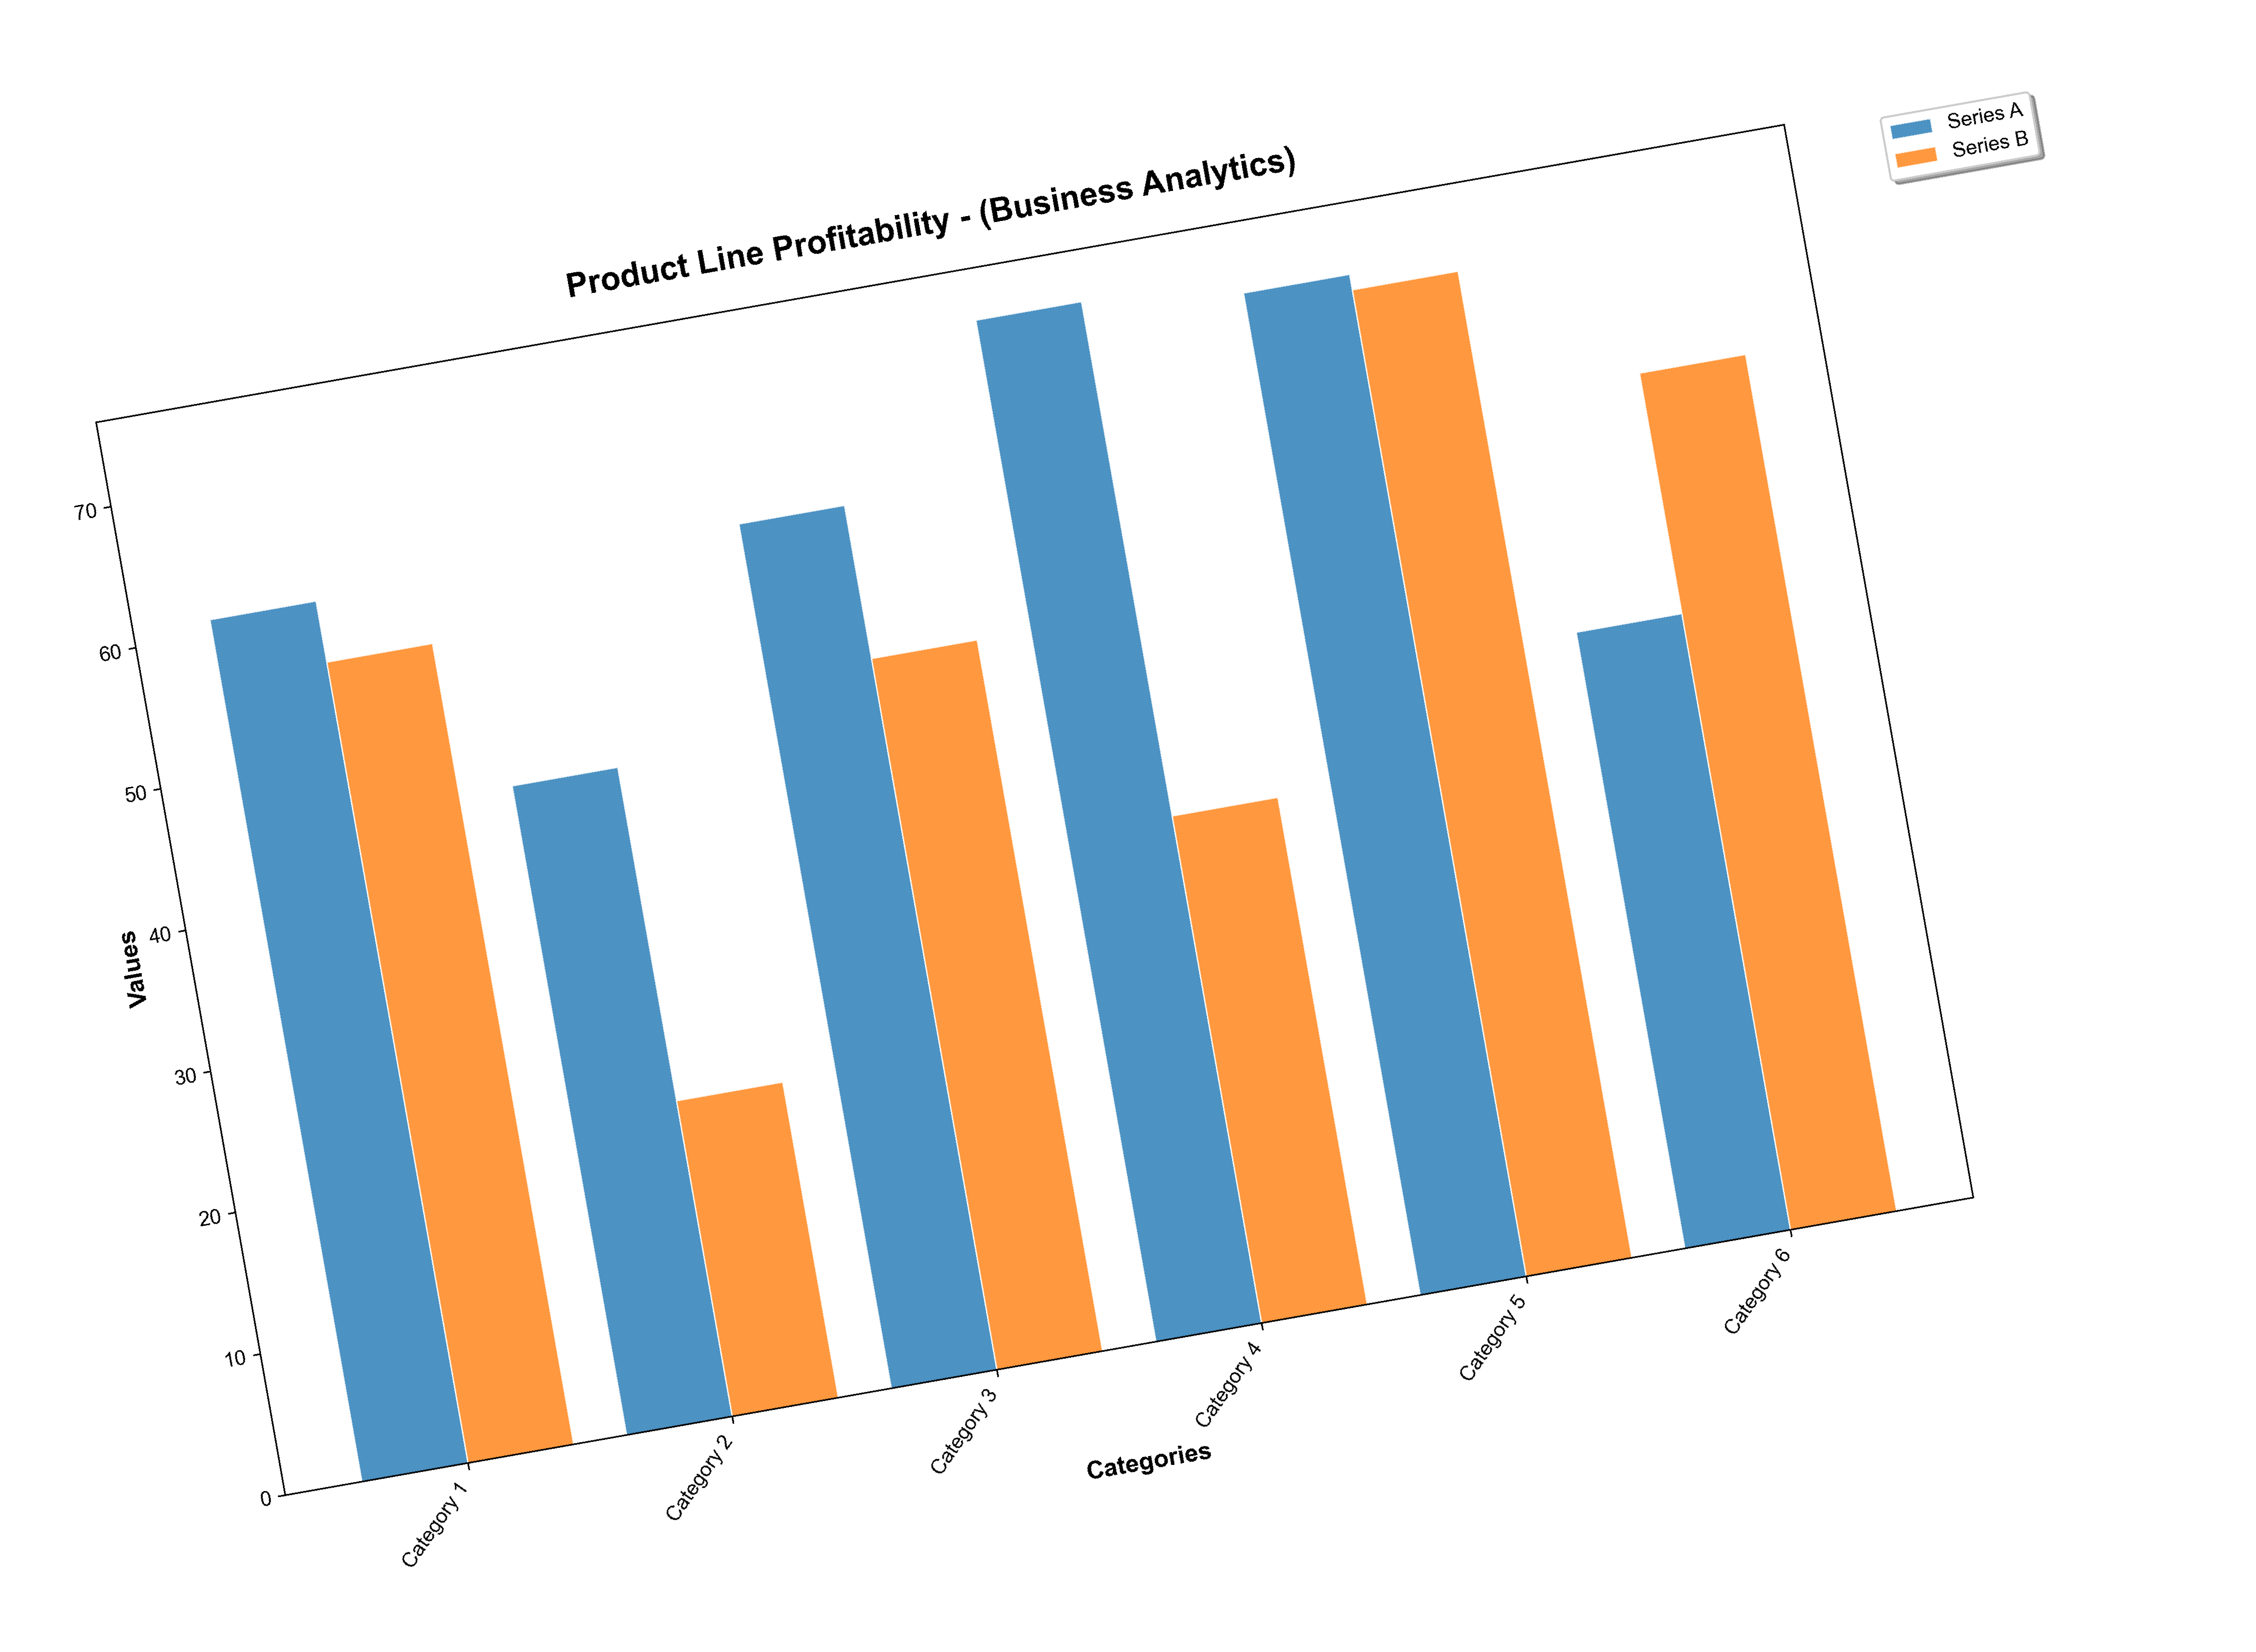 Product Line Profitability - (Business Analytics)
Series A
Series B
Values
70
60
50
40
30
20
10
0
Category 1
Category 2
Category 3
Category 4
Category 5
Category 6
Categories